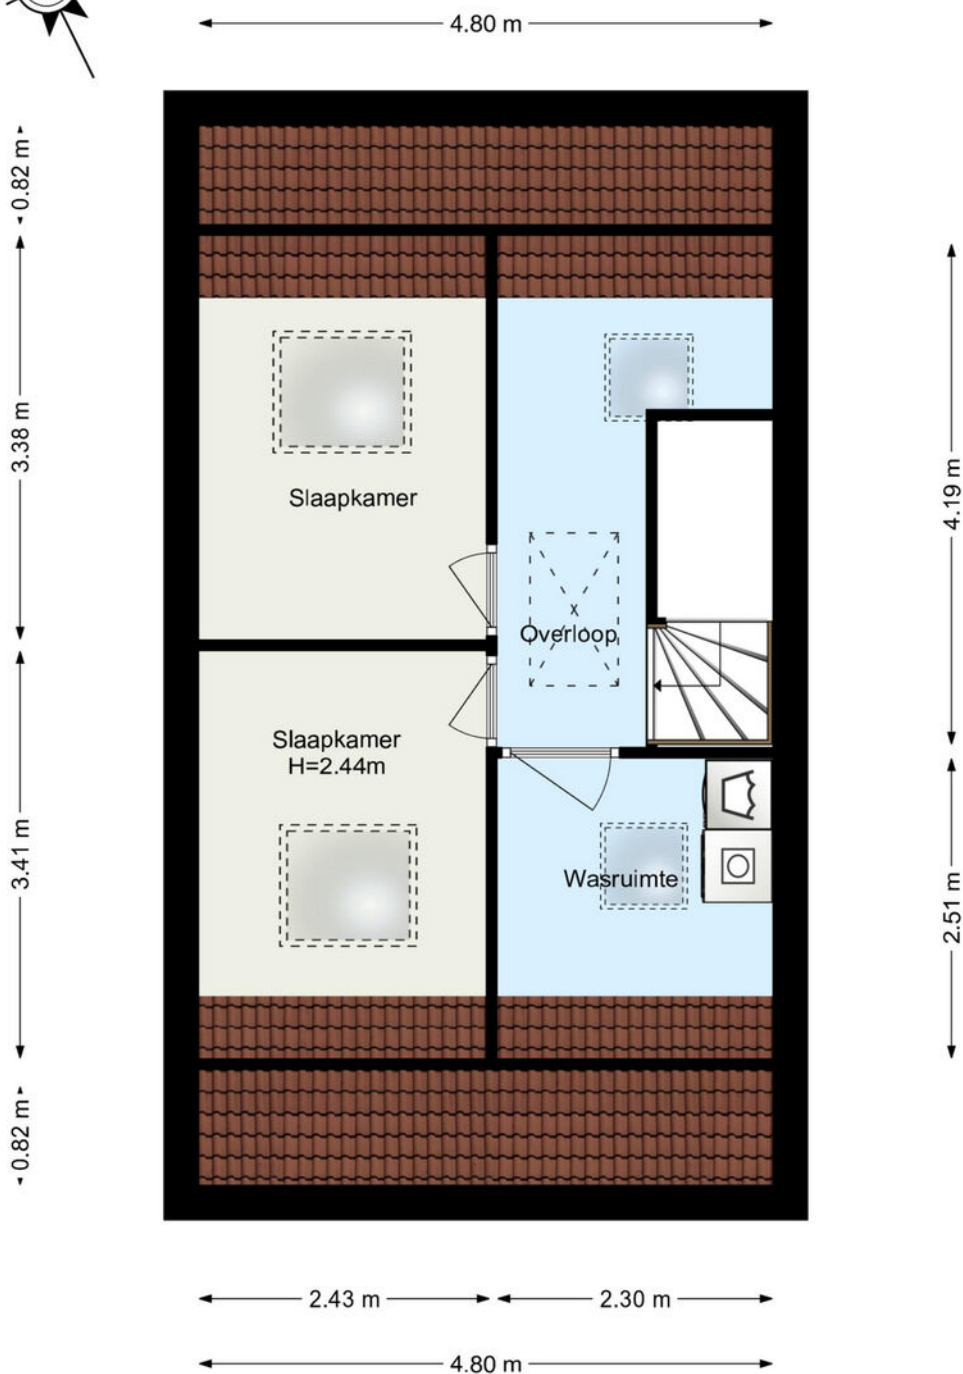 4.80 m
0.82 m
3.38 m
4.19 m
Slaapkamer
Overloop
Slaapkamer
H=2.44m
3.41 m
Wasruimte
2.51 m
0.82 m
2.43 m
2.30 m
4.80 m